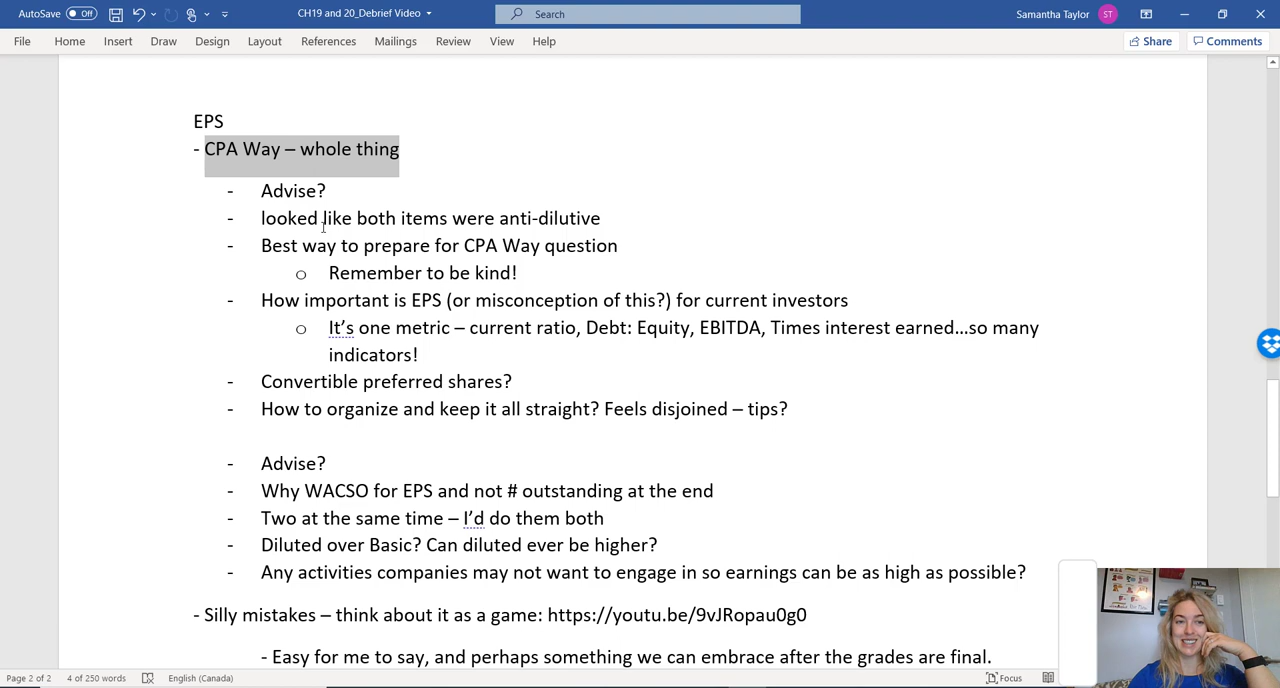 AutoSave Off CH19 and 20_Debrief Video Search Samantha Taylor ST
File Home Insert Draw Design Layout References Mailings Review View Help Share Comments
EPS
- CPA Way – whole thing
- Advise?
- looked like both items were anti-dilutive
- Best way to prepare for CPA Way question
o Remember to be kind!
- How important is EPS (or misconception of this?) for current investors
o It's one metric – current ratio, Debt: Equity, EBITDA, Times interest earned...so many
indicators!
- Convertible preferred shares?
- How to organize and keep it all straight? Feels disjoined – tips?
- Advise?
- Why WACSO for EPS and not # outstanding at the end
- Two at the same time – I'd do them both
- Diluted over Basic? Can diluted ever be higher?
- Any activities companies may not want to engage in so earnings can be as high as possible?
- Silly mistakes – think about it as a game: https://youtu.be/9vJRopau0g0
- Easy for me to say, and perhaps something we can embrace after the grades are final.
Page 2 of 2 4 of 250 words English (Canada) Focus